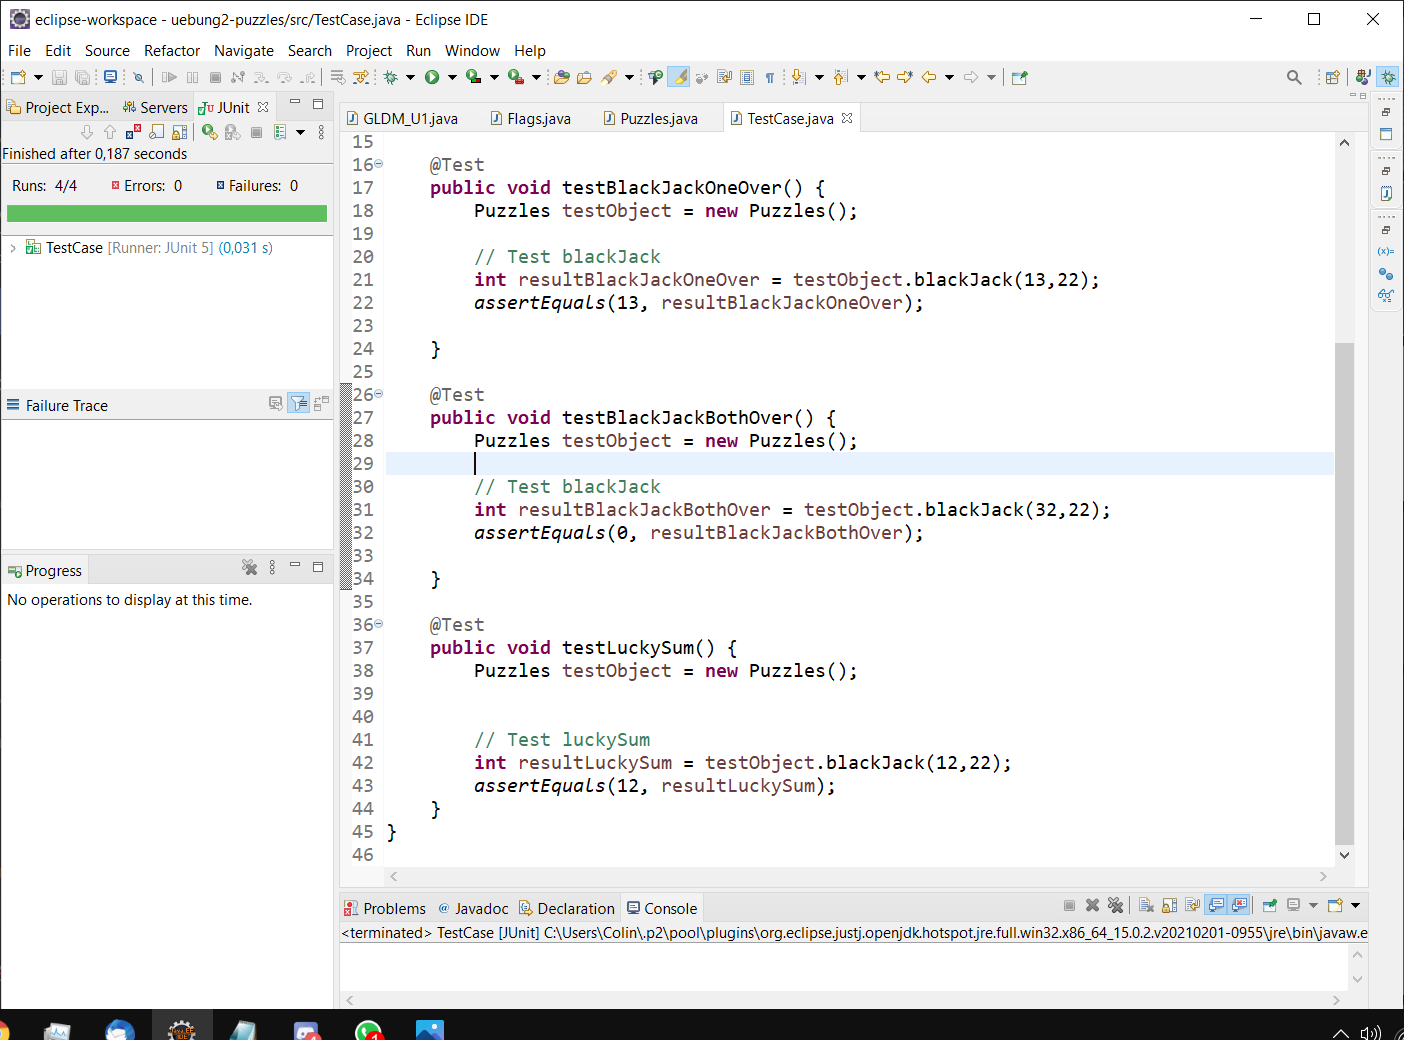 eclipse-workspace - uebung2-puzzles/src/TestCase.java - Eclipse IDE
File Edit Source Refactor Navigate Search Project Run Window Help
Project Exp... Servers JUnit
Finished after 0,187 seconds
Runs: 4/4 Errors: 0 Failures: 0
TestCase [Runner: JUnit 5] (0,031 s)
Failure Trace
Progress
No operations to display at this time.
GLDM_U1.java Flags.java Puzzles.java TestCase.java
15
16 @Test
17 public void testBlackJackOneOver() {
18 Puzzles testObject = new Puzzles();
19
20 // Test blackJack
21 int resultBlackJackOneOver = testObject.blackJack(13,22);
22 assertEquals(13, resultBlackJackOneOver);
23
24 }
25
26 @Test
27 public void testBlackJackBothOver() {
28 Puzzles testObject = new Puzzles();
29
30 // Test blackJack
31 int resultBlackJackBothOver = testObject.blackJack(32,22);
32 assertEquals(0, resultBlackJackBothOver);
33
34 }
35
36 @Test
37 public void testLuckySum() {
38 Puzzles testObject = new Puzzles();
39
40
41 // Test luckySum
42 int resultLuckySum = testObject.blackJack(12,22);
43 assertEquals(12, resultLuckySum);
44 }
45 }
46
Problems @ Javadoc Declaration Console
<terminated> TestCase [JUnit] C:\Users\Colin\.p2\pool\plugins\org.eclipse.justj.openjdk.hotspot.jre.full.win32.x86_64_15.0.2.v20210201-0955\jre\bin\javaw.e